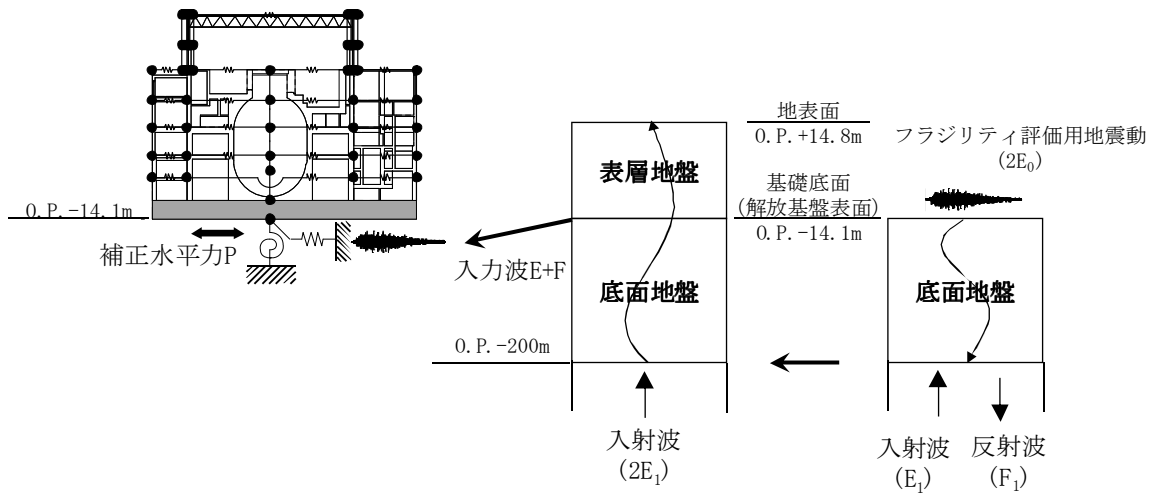 O.P.-14.1m
補正水平力P
入力波E+F
O.P.-200m
表層地盤
底面地盤
入射波
(2E₁)
地表面
O.P.+14.8m
基礎底面
(解放基盤表面)
O.P.-14.1m
フラジリティ評価用地震動
(2E₀)
底面地盤
入射波
(E₁)
反射波
(F₁)